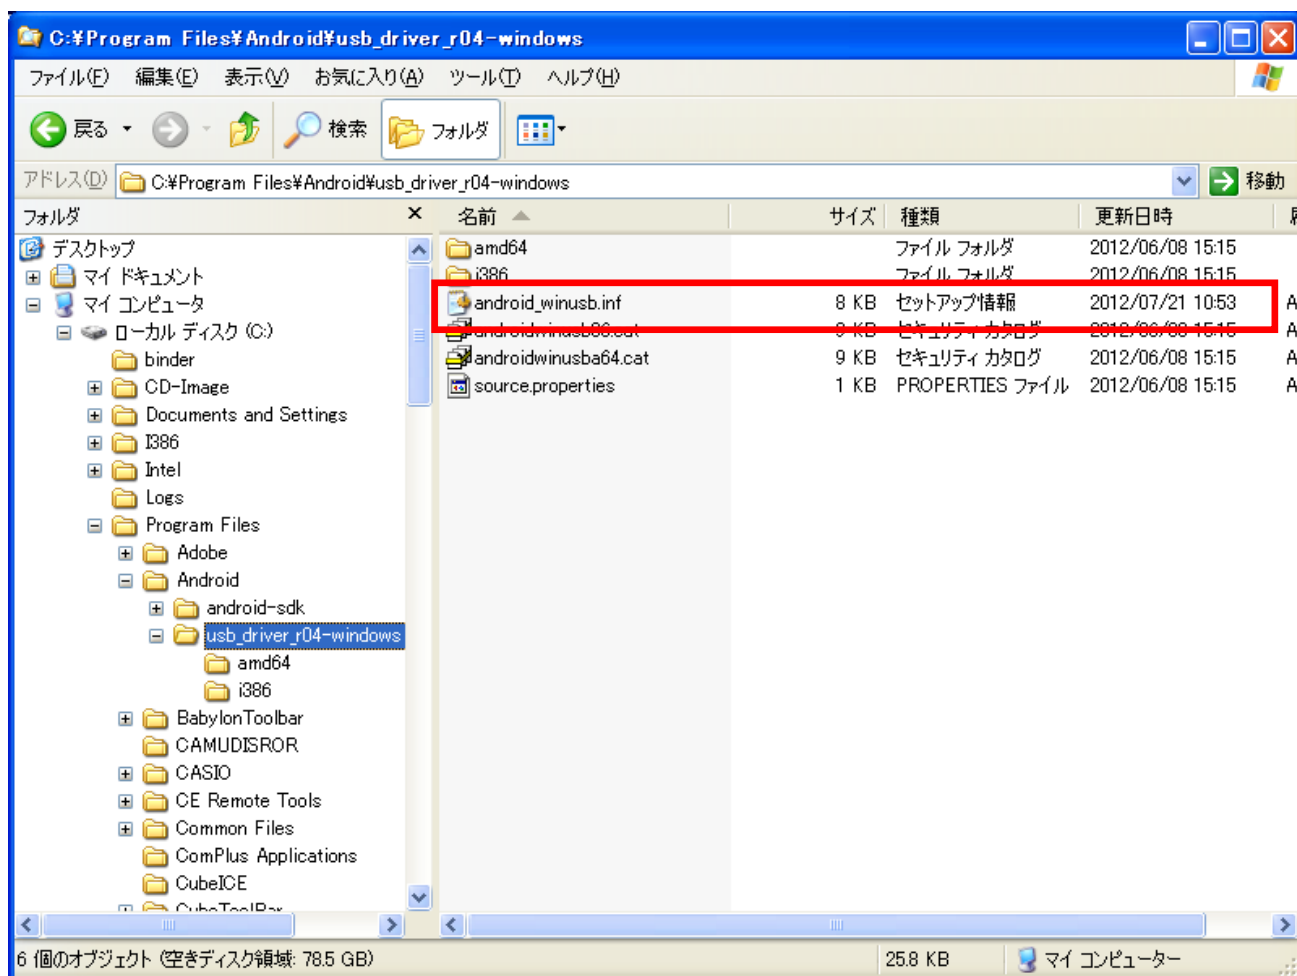 C:¥Program Files¥Android¥usb_driver_r04-windows
ファイル(F) 編集(E) 表示(V) お気に入り(A) ツール(T) ヘルプ(H)
戻る 検索 フォルダ
アドレス(D) C:¥Program Files¥Android¥usb_driver_r04-windows 移動
フォルダ × 名前 サイズ 種類 更新日時
デスクトップ
マイ ドキュメント
マイ コンピュータ
ローカル ディスク (C:)
binder
CD-Image
Documents and Settings
I386
Intel
Logs
Program Files
Adobe
Android
android-sdk
usb_driver_r04-windows
amd64
i386
BabylonToolbar
CAMUDISROR
CASIO
CE Remote Tools
Common Files
ComPlus Applications
CubeICE
CubeToolBar
amd64 ファイル フォルダ 2012/06/08 15:15
i386 ファイル フォルダ 2012/06/08 15:15
android_winusb.inf 8 KB セットアップ情報 2012/07/21 10:53 A
androidwinusb86.cat 9 KB セキュリティ カタログ 2012/06/08 15:15 A
androidwinusba64.cat 9 KB セキュリティ カタログ 2012/06/08 15:15 A
source.properties 1 KB PROPERTIES ファイル 2012/06/08 15:15 A
6 個のオブジェクト (空きディスク領域: 78.5 GB) 25.8 KB マイ コンピューター